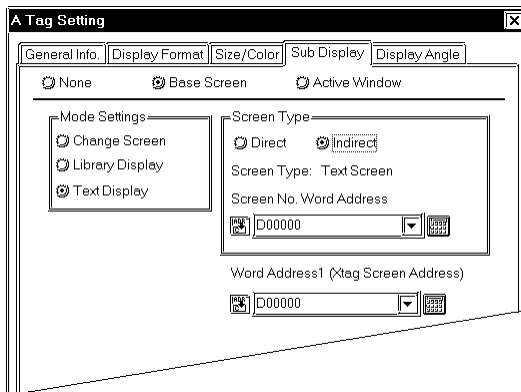 A Tag Setting
General Info. Display Format Size/Color Sub Display Display Angle
None Base Screen Active Window
Mode Settings
Change Screen
Library Display
Text Display
Screen Type
Direct Indirect
Screen Type: Text Screen
Screen No. Word Address
D00000
Word Address1 (Xtag Screen Address)
D00000